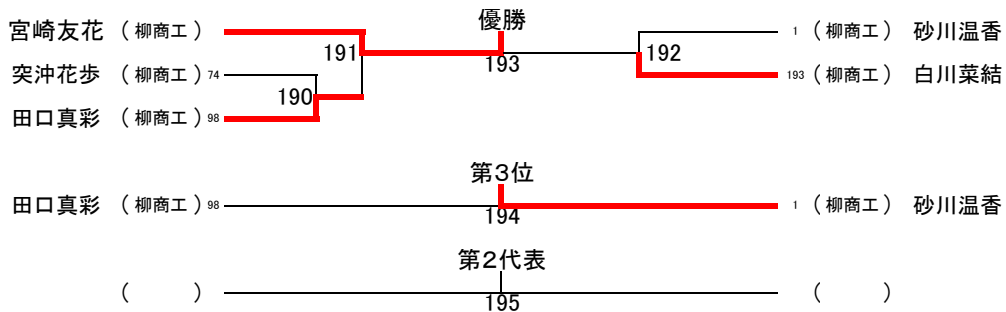 優勝
宮崎友花 (柳商工) 191 193 192 1 (柳商工) 砂川温香
突沖花歩 (柳商工) 74 193 (柳商工) 白川菜結
190
田口真彩 (柳商工) 98
第3位
田口真彩 (柳商工) 98 194 1 (柳商工) 砂川温香
第2代表
( ) 195 ( )